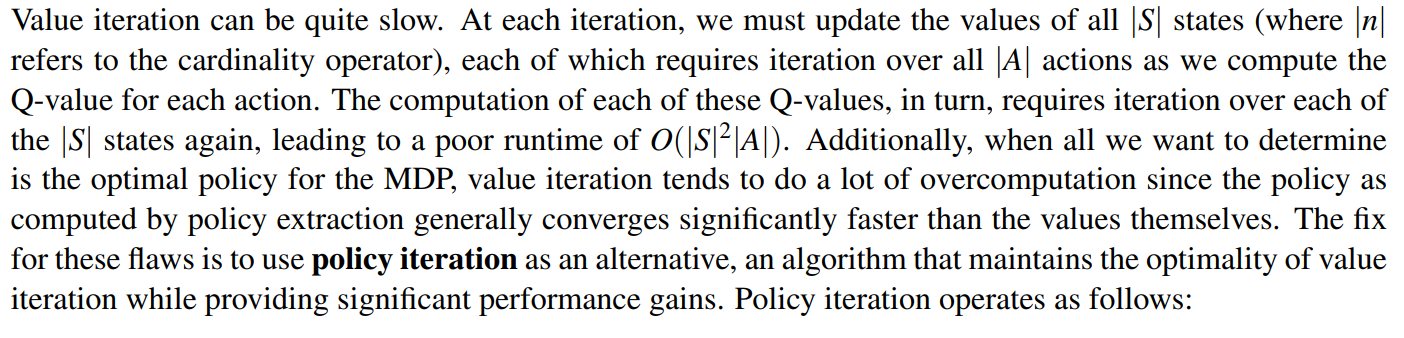 Value iteration can be quite slow. At each iteration, we must update the values of all |S| states (where |n|
refers to the cardinality operator), each of which requires iteration over all |A| actions as we compute the
Q-value for each action. The computation of each of these Q-values, in turn, requires iteration over each of
the |S| states again, leading to a poor runtime of O(|S|²|A|). Additionally, when all we want to determine
is the optimal policy for the MDP, value iteration tends to do a lot of overcomputation since the policy as
computed by policy extraction generally converges significantly faster than the values themselves. The fix
for these flaws is to use policy iteration as an alternative, an algorithm that maintains the optimality of value
iteration while providing significant performance gains. Policy iteration operates as follows: